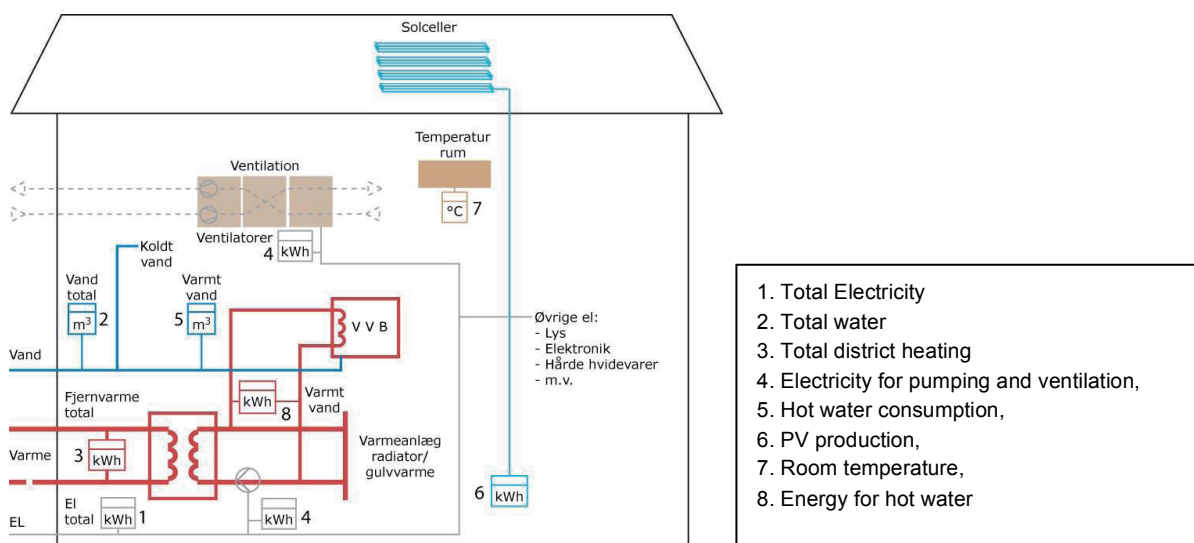 Solceller
Temperatur
rum
°C 7
Ventilation
Ventilatorer
4 kWh
Koldt
vand
Vand
total
m³ 2
Varmt
vand
5 m³
V V B
Øvrige el:
- Lys
- Elektronik
- Hårde hvidevarer
- m.v.
Vand
Fjernvarme
total
kWh
8
Varmt
vand
Varme
3 kWh
Varmeanlæg
radiator/
gulvvarme
6 kWh
El
total
kWh 1
kWh 4
EL
1. Total Electricity
2. Total water
3. Total district heating
4. Electricity for pumping and ventilation,
5. Hot water consumption,
6. PV production,
7. Room temperature,
8. Energy for hot water